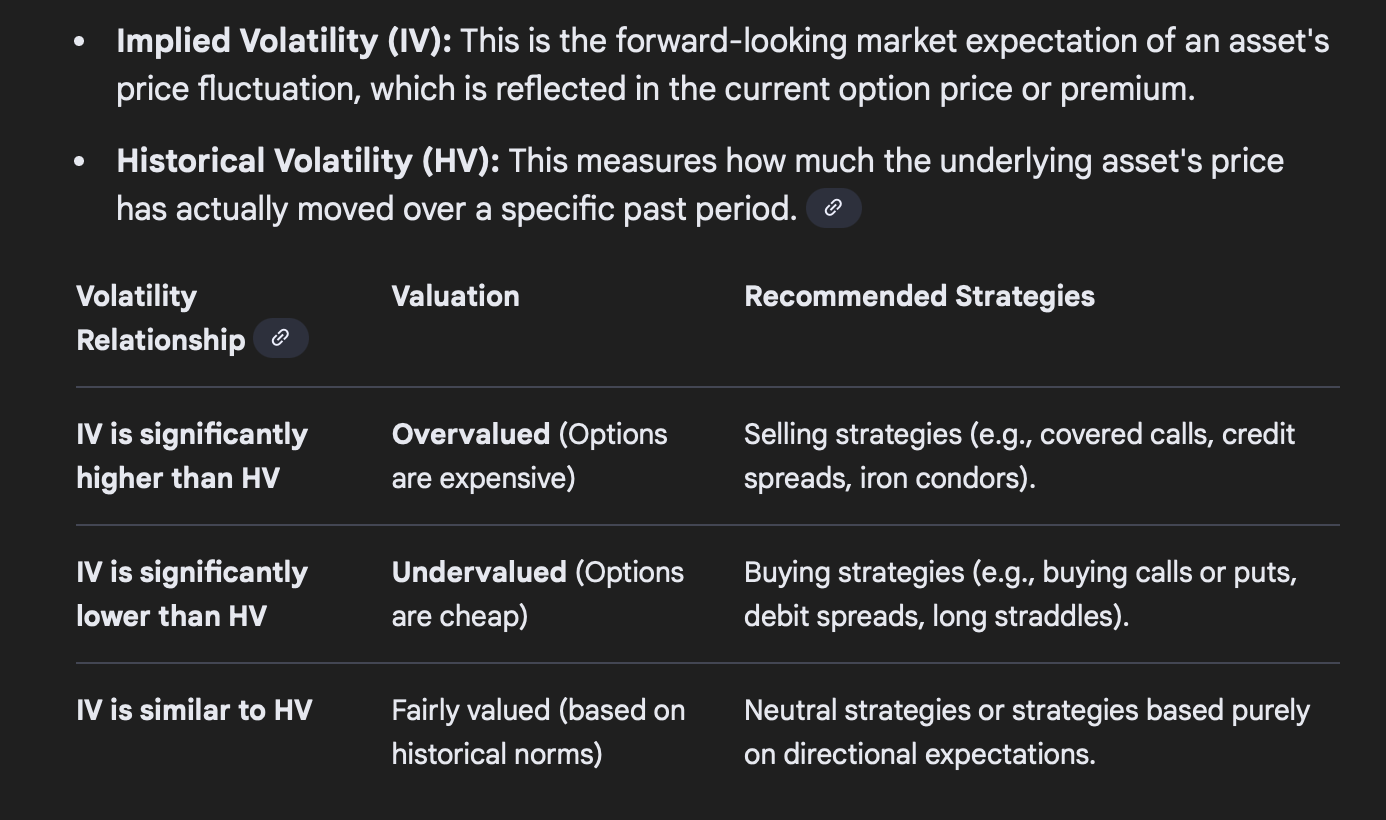 • Implied Volatility (IV): This is the forward-looking market expectation of an asset's
price fluctuation, which is reflected in the current option price or premium.
• Historical Volatility (HV): This measures how much the underlying asset's price
has actually moved over a specific past period.
Volatility Relationship
Valuation
Recommended Strategies
IV is significantly
higher than HV
Overvalued (Options
are expensive)
Selling strategies (e.g., covered calls, credit
spreads, iron condors).
IV is significantly
lower than HV
Undervalued (Options
are cheap)
Buying strategies (e.g., buying calls or puts,
debit spreads, long straddles).
IV is similar to HV
Fairly valued (based on
historical norms)
Neutral strategies or strategies based purely
on directional expectations.